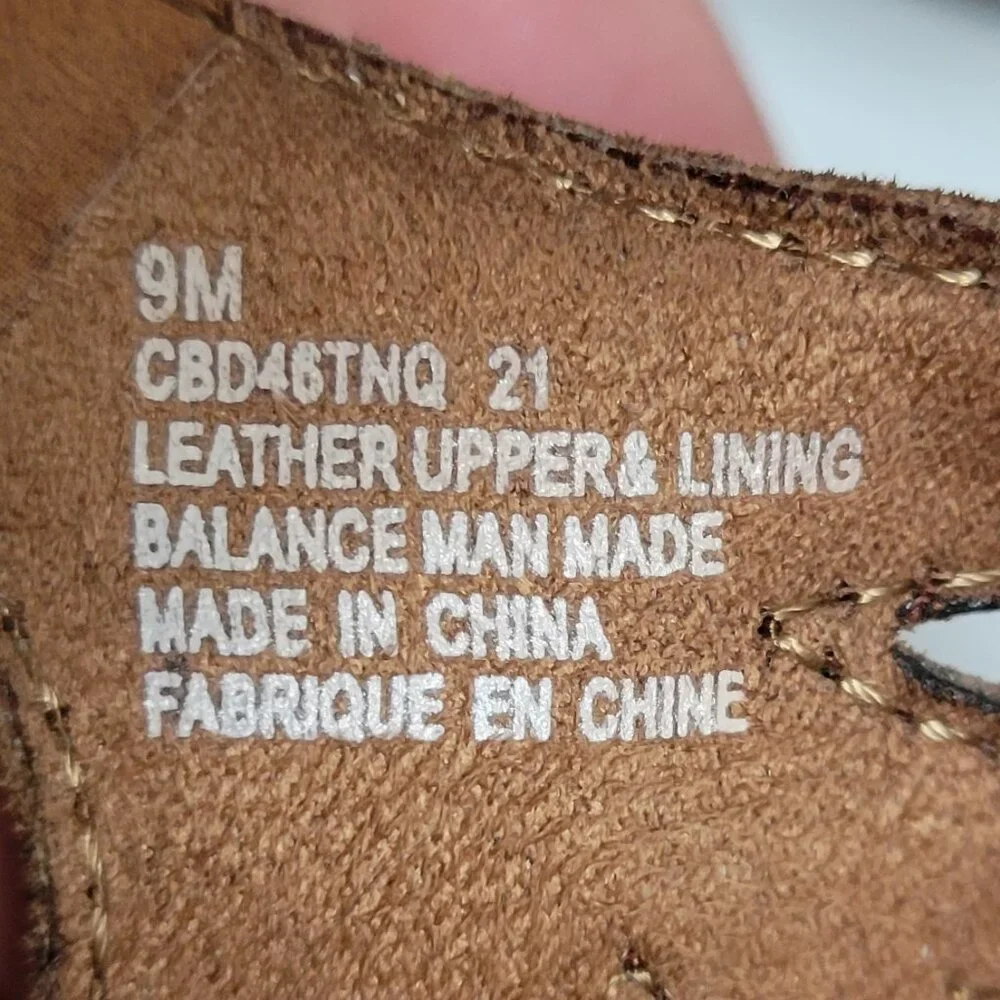 9M
CBD46TNQ 21
LEATHER UPPER& LINING
BALANCE MAN MADE
MADE IN CHINA
FABRIQUE EN CHINE